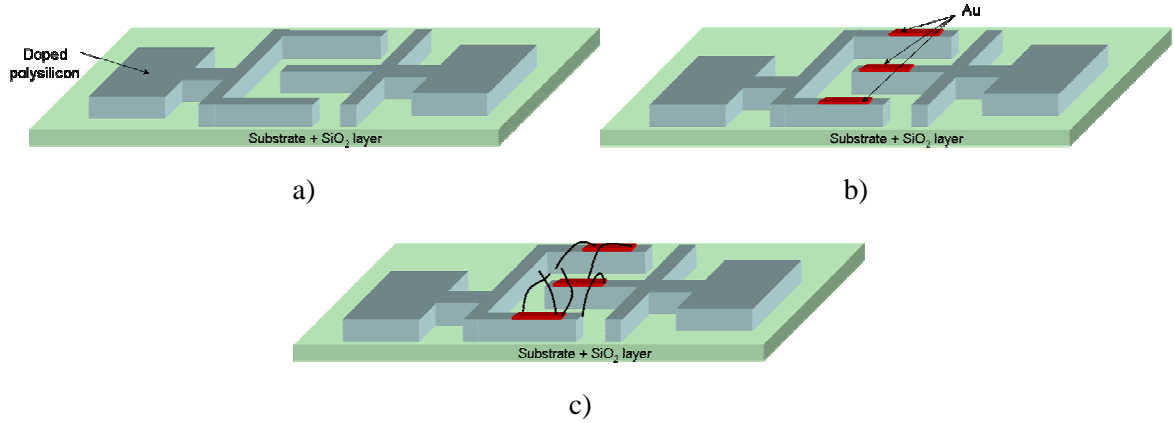 Doped
polysilicon
Substrate + SiO₂ layer
a)
Au
Substrate + SiO₂ layer
b)
Substrate + SiO₂ layer
c)